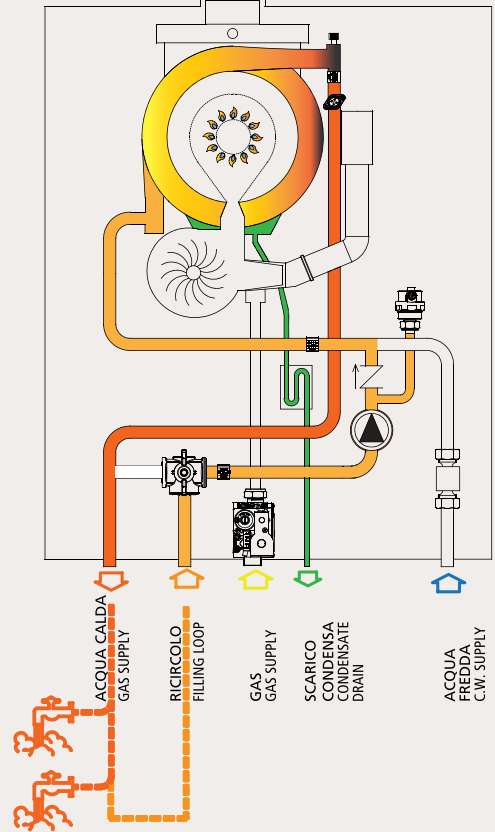 ACQUA CALDA
GAS SUPPLY
RICIRCOLO
FILLING LOOP
GAS
GAS SUPPLY
SCARICO
CONDENSA
CONDENSATE
DRAIN
ACQUA
FREDDA
C.W. SUPPLY